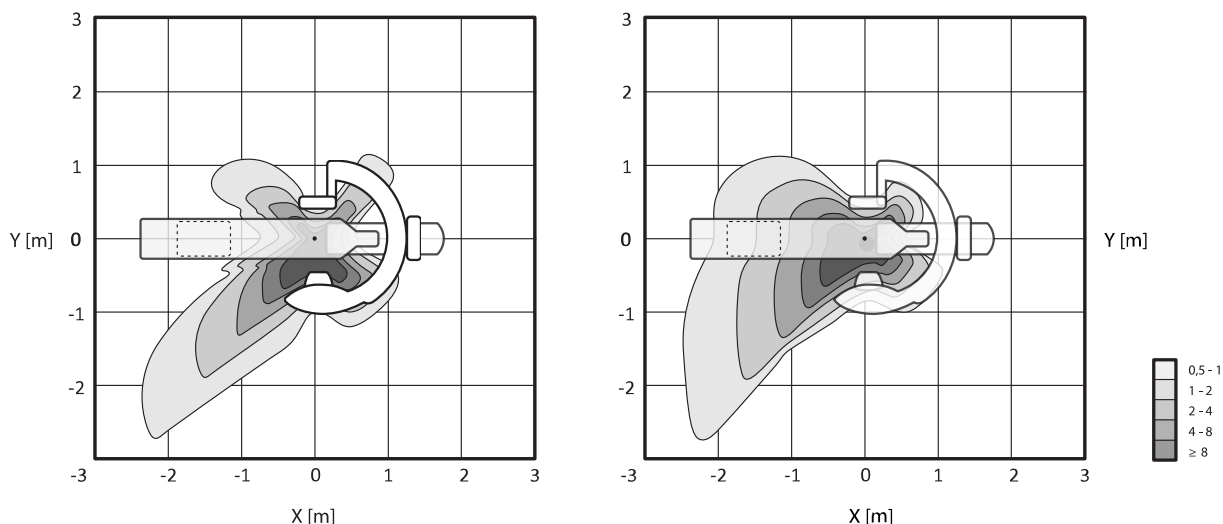 3 3
2 2
1 1
Y [m] 0 0 Y [m]
-1 -1
-2 -2
-3 -2 -1 0 1 2 3
-3 -2 -1 0 1 2 3
X [m] X [m]
0,5 - 1
1 - 2
2 - 4
4 - 8
≥ 8